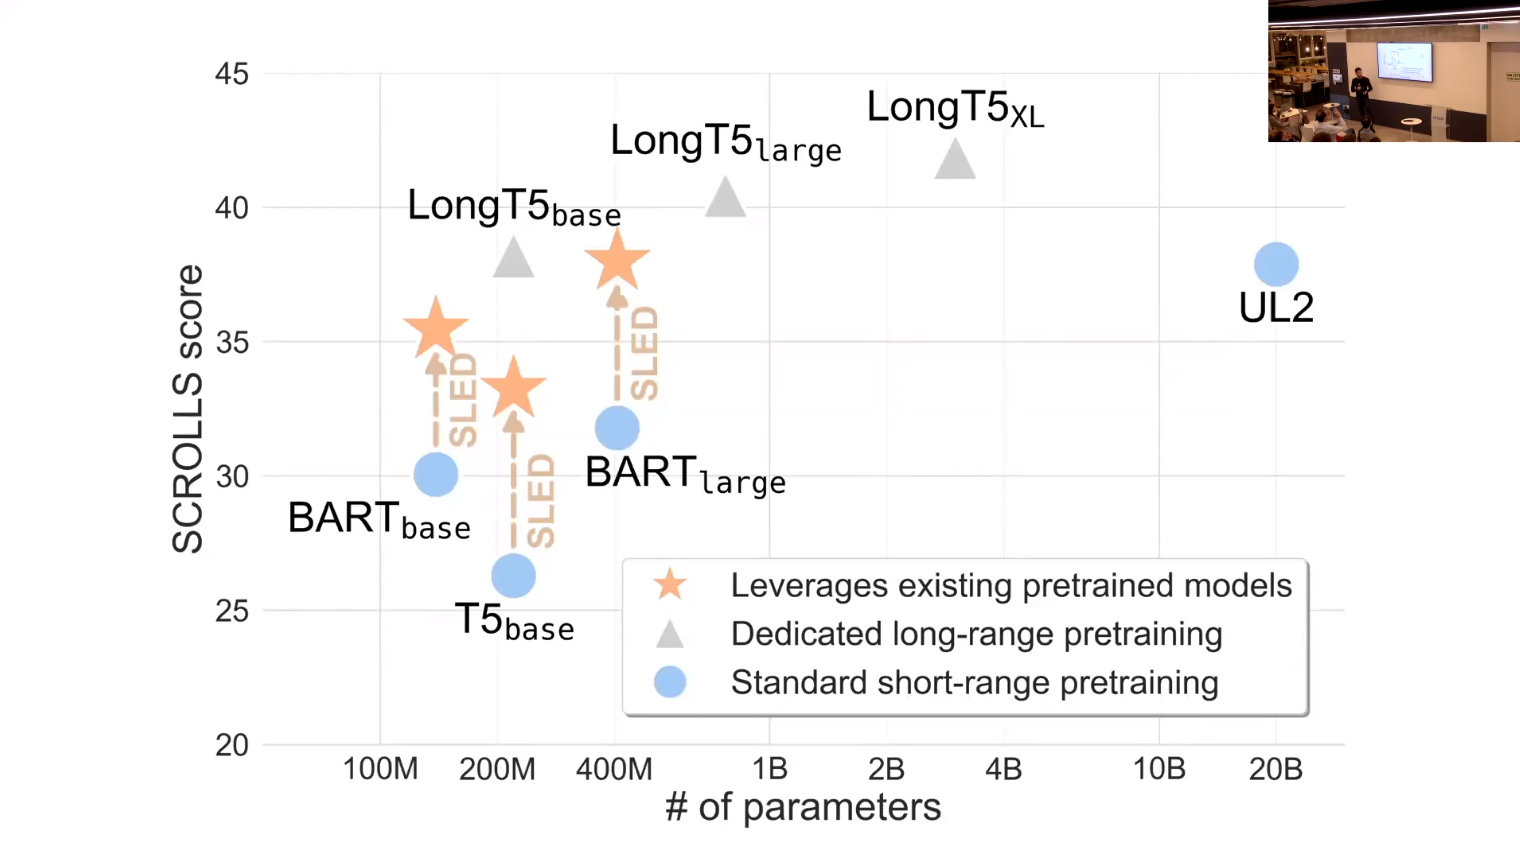 45
LongT5XL
LongT5large
40
LongT5base
SLED
35
UL2
SLED
SLED
30
BARTlarge
BARTbase
T5base
25
20
SCROLLS score
Leverages existing pretrained models
Dedicated long-range pretraining
Standard short-range pretraining
100M 200M 400M 1B 2B 4B 10B 20B
# of parameters